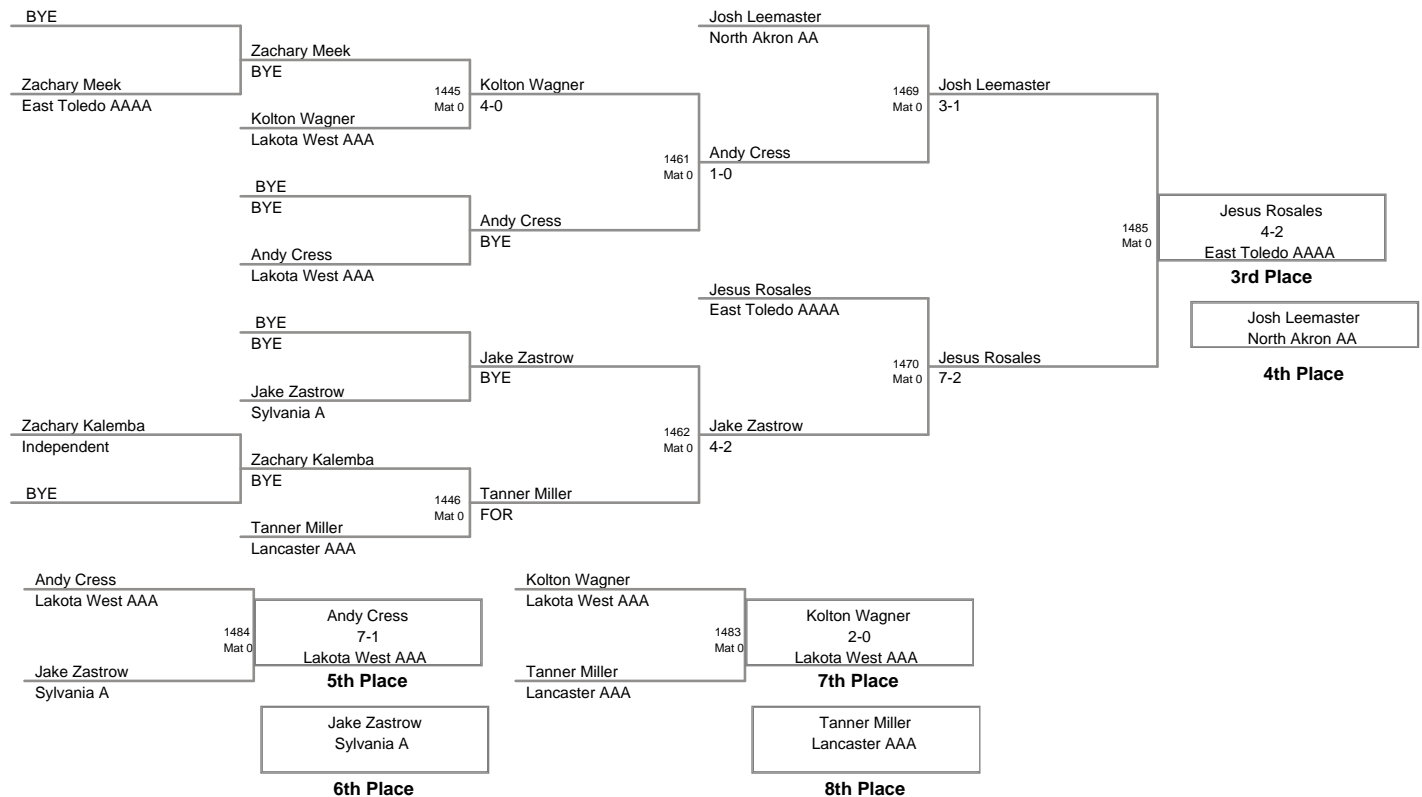 BYE
Zachary Meek
East Toledo AAAA
Zachary Meek
BYE
Kolton Wagner
Lakota West AAA
1445
Mat 0
Kolton Wagner
4-0
BYE
BYE
Andy Cress
Lakota West AAA
Andy Cress
BYE
1461
Mat 0
Andy Cress
1-0
Josh Leemaster
North Akron AA
1469
Mat 0
Josh Leemaster
3-1
BYE
BYE
Jake Zastrow
Sylvania A
Jake Zastrow
BYE
Zachary Kalemba
Independent
BYE
Zachary Kalemba
BYE
Tanner Miller
Lancaster AAA
1446
Mat 0
Tanner Miller
FOR
1462
Mat 0
Jake Zastrow
4-2
Jesus Rosales
East Toledo AAAA
1470
Mat 0
Jesus Rosales
7-2
1485
Mat 0
Jesus Rosales
4-2
East Toledo AAAA
3rd Place
Josh Leemaster
North Akron AA
4th Place
Andy Cress
Lakota West AAA
1484
Mat 0
Jake Zastrow
Sylvania A
Andy Cress
7-1
Lakota West AAA
5th Place
Jake Zastrow
Sylvania A
6th Place
Kolton Wagner
Lakota West AAA
1483
Mat 0
Tanner Miller
Lancaster AAA
Kolton Wagner
2-0
Lakota West AAA
7th Place
Tanner Miller
Lancaster AAA
8th Place